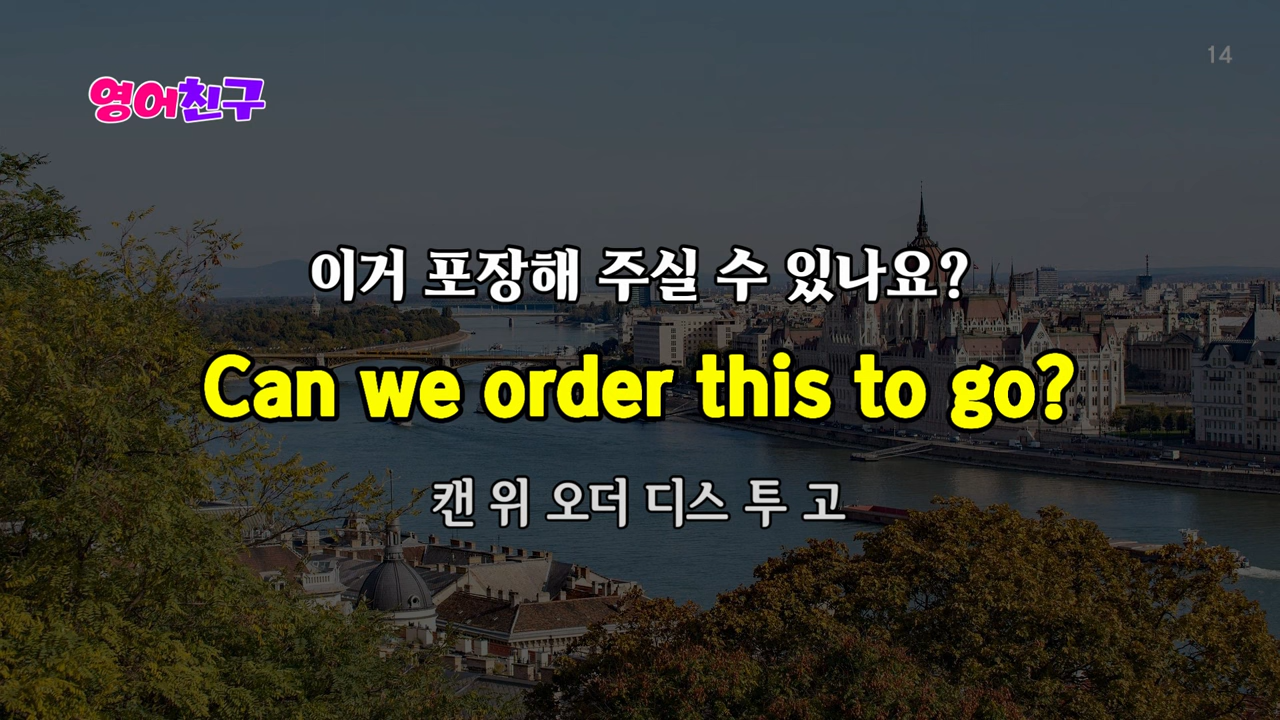 14
영어친구
이거 포장해 주실 수 있나요?
Can we order this to go?
캔 위 오더 디스 투 고